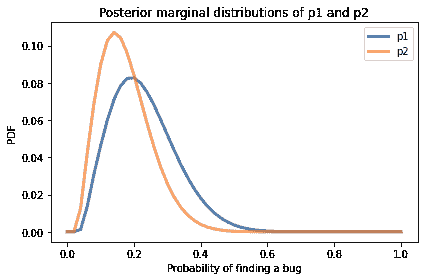 Posterior marginal distributions of p1 and p2
p1
p2
PDF
0.10
0.08
0.06
0.04
0.02
0.00
0.0 0.2 0.4 0.6 0.8 1.0
Probability of finding a bug